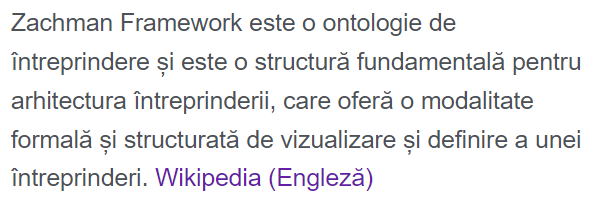 Zachman Framework este o ontologie de
întreprindere și este o structură fundamentală pentru
arhitectura întreprinderii, care oferă o modalitate
formală și structurată de vizualizare și definire a unei
întreprinderi. Wikipedia (Engleză)